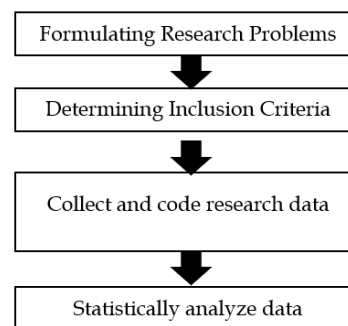 Formulating Research Problems
Determining Inclusion Criteria
Collect and code research data
Statistically analyze data